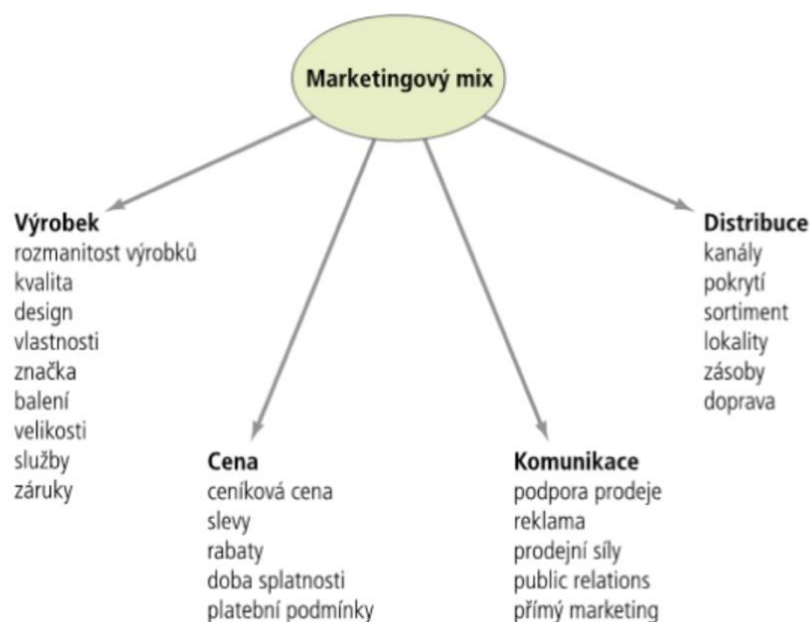 Marketingový mix
Výrobek
rozmanitost výrobků
kvalita
design
vlastnosti
značka
balení
velikosti
služby
záruky
Cena
ceníková cena
slevy
rabaty
doba splatnosti
platební podmínky
Komunikace
podpora prodeje
reklama
prodejní síly
public relations
přímý marketing
Distribuce
kanály
pokrytí
sortiment
lokality
zásoby
doprava